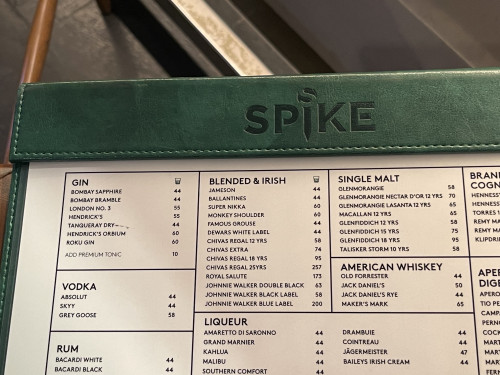 SPIKE
GIN
BOMBAY SAPPHIRE 44
BOMBAY BRAMBLE 44
LONDON NO. 3 55
HENDRICK'S 55
TANQUERAY DRY 44
HENDRICK'S ORBIUM 60
ROKU GIN 60
ADD PREMIUM TONIC 10
VODKA
ABSOLUT 44
SKYY 44
GREY GOOSE 58
RUM
BACARDI WHITE 44
BACARDI BLACK 44
BLENDED & IRISH
JAMESON 44
BALLANTINES 44
SUPER NIKKA 60
MONKEY SHOULDER 60
FAMOUS GROUSE 44
DEWARS WHITE LABEL 44
CHIVAS REGAL 12 YRS 58
CHIVAS EXTRA 74
CHIVAS REGAL 18 YRS 95
CHIVAS REGAL 25YRS 257
ROYAL SALUTE 173
JOHNNIE WALKER DOUBLE BLACK 63
JOHNNIE WALKER BLACK LABEL 58
JOHNNIE WALKER BLUE LABEL 200
SINGLE MALT
GLENMORANGIE 58
GLENMORANGIE NECTAR D'OR 12 YRS 70
GLENMORANGIE LASANTA 12 YRS 65
MACALLAN 12 YRS
GLENFIDDICH 12 YRS 58
GLENFIDDICH 15 YRS 75
GLENFIDDICH 18 YRS 95
TALISKER STORM 10 YRS 58
AMERICAN WHISKEY
OLD FORRESTER 44
JACK DANIEL'S 50
JACK DANIEL'S RYE 44
MAKER'S MARK 65
LIQUEUR
AMARETTO DI SARONNO 44
GRAND MARNIER 44
KAHLUA 44
MALIBU 44
SOUTHERN COMFORT 44
DRAMBUIE 44
COINTREAU 44
JÄGERMEISTER 47
BAILEYS IRISH CREAM 44
BRAN
COGN
HENNESS
HENNESS
TORRES
REMY MA
REMY MA
KLIPDRI
APE
DIGE
APEROL
TIO PE
CAMPA
PERNO